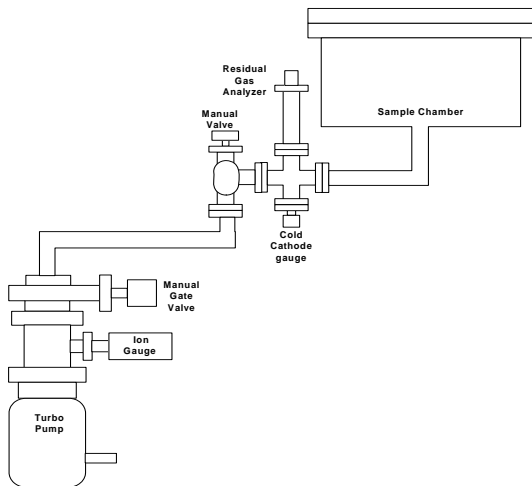 Residual
Gas
Analyzer
Manual
Valve
Sample Chamber
Cold
Cathode
gauge
Manual
Gate
Valve
Ion
Gauge
Turbo
Pump